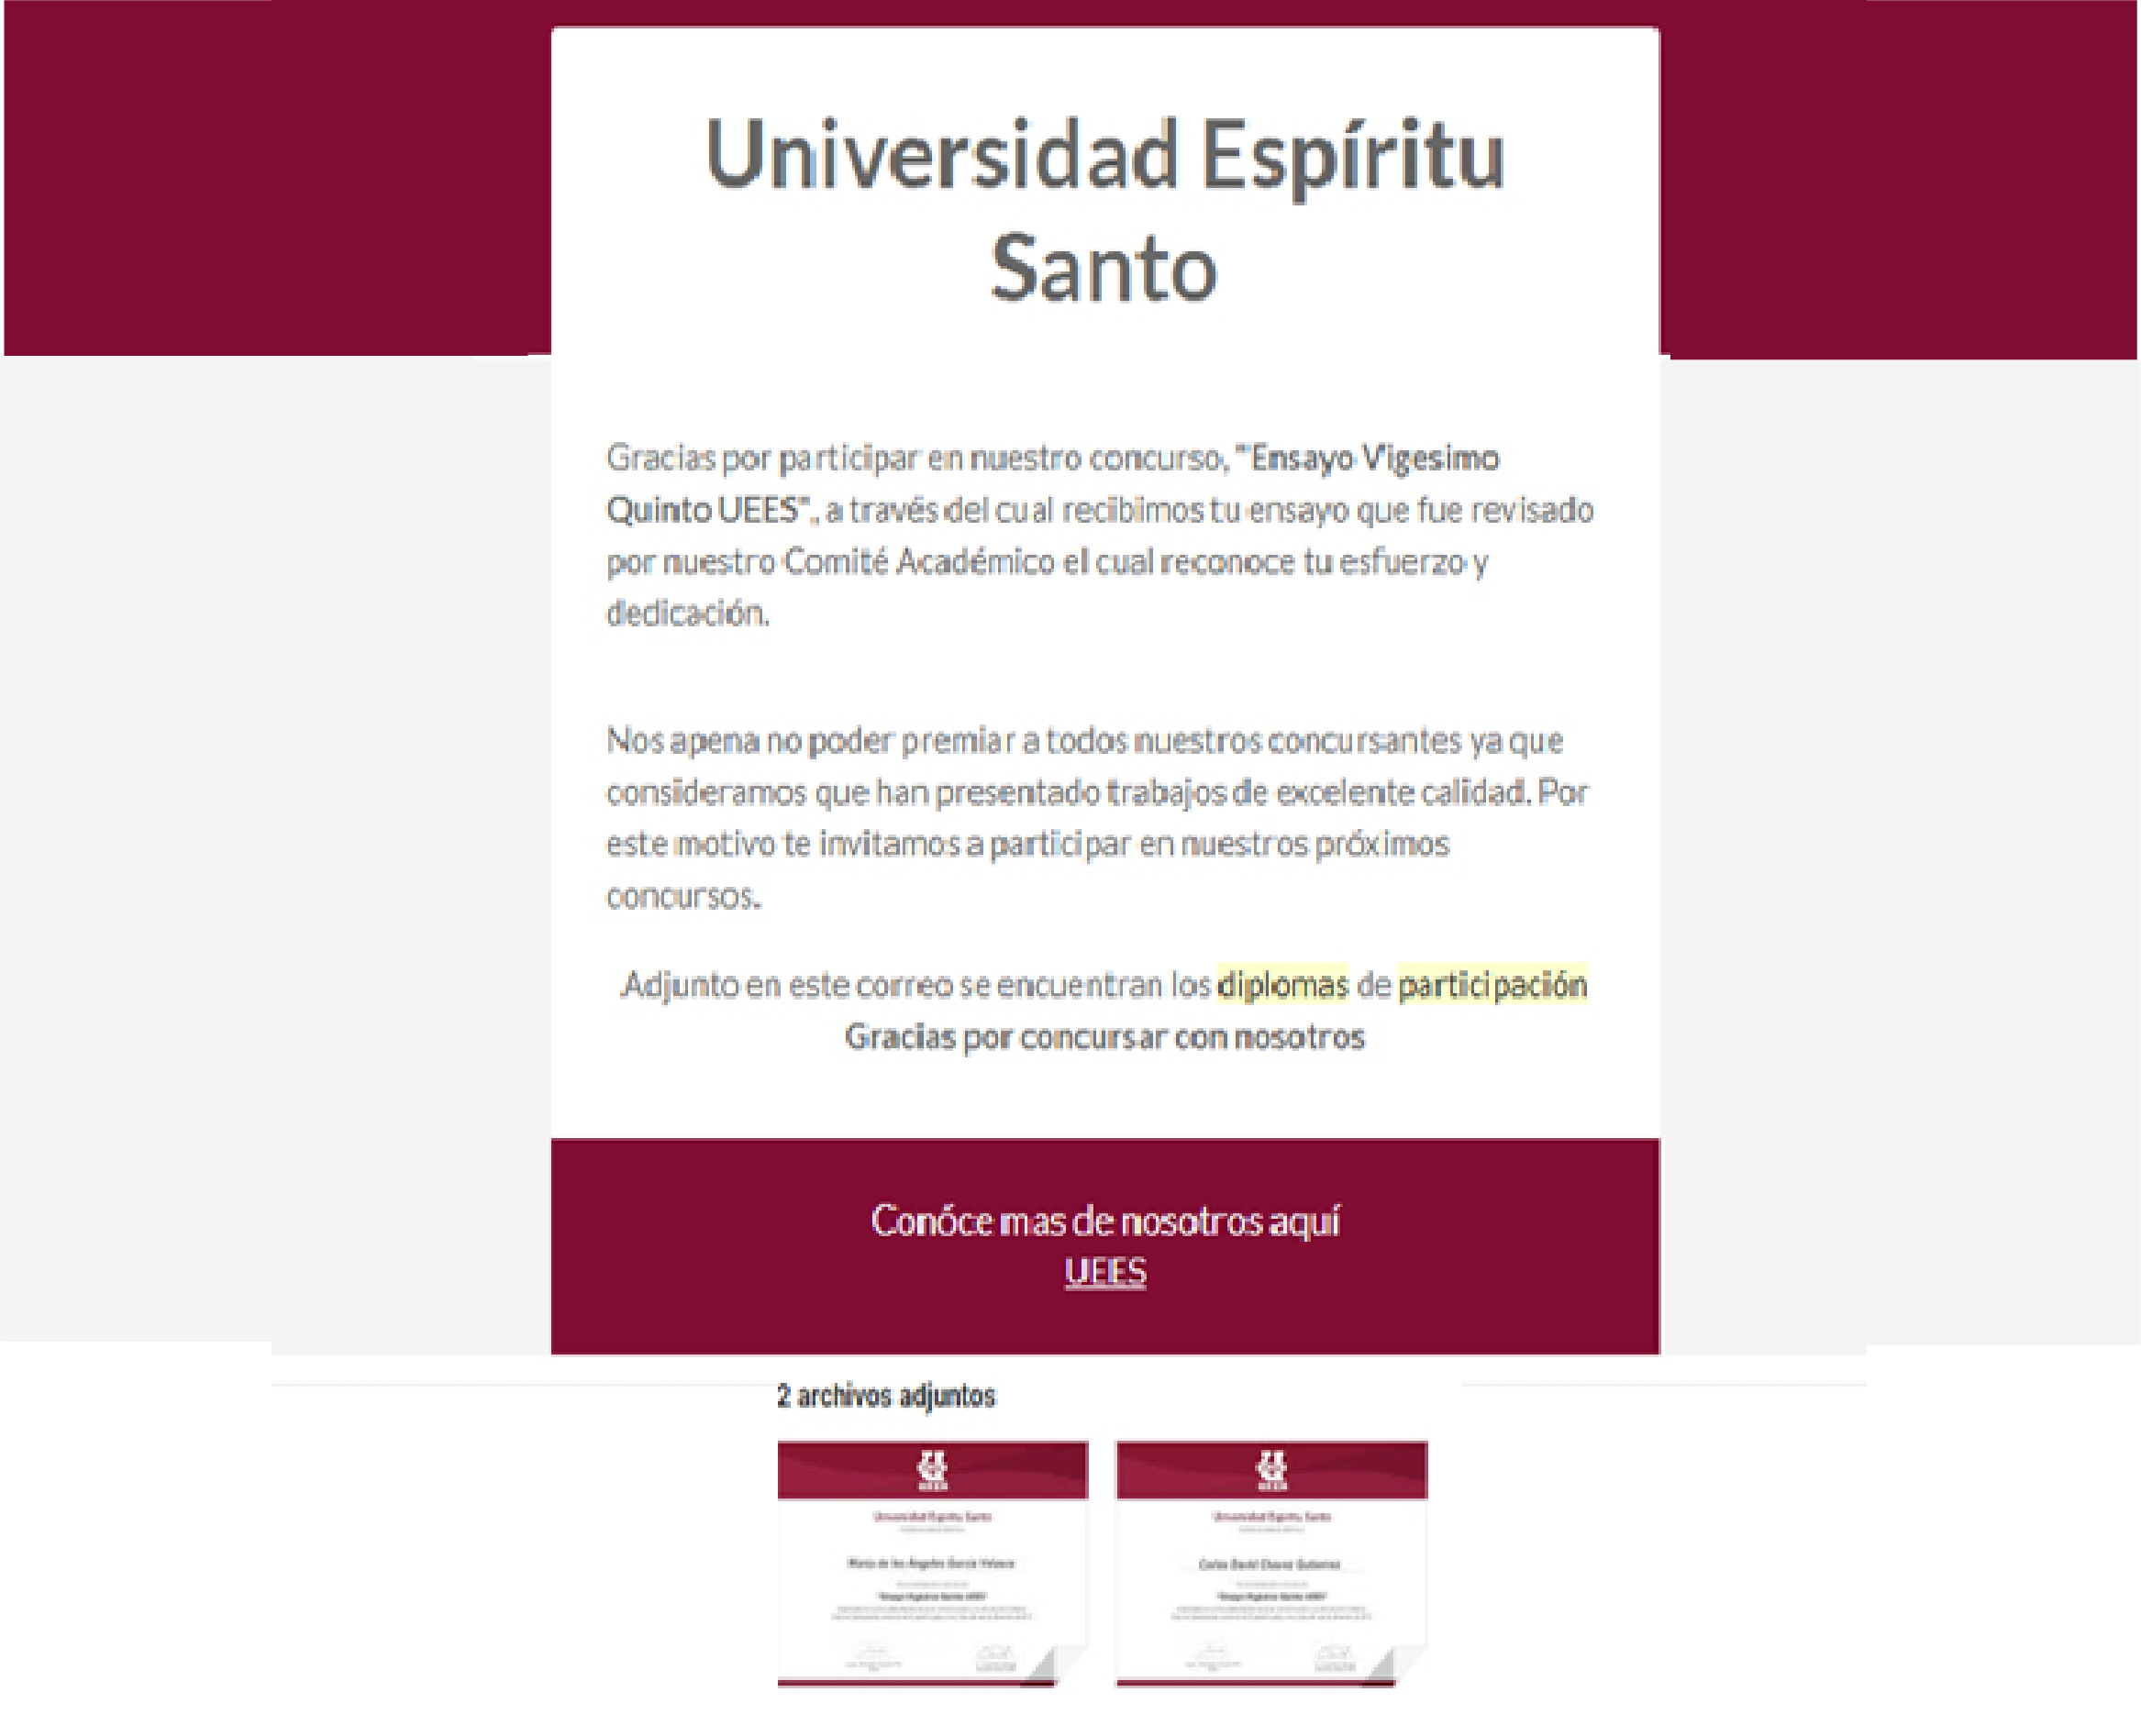 Universidad Espíritu
Santo
Gracias por participar en nuestro concurso, "Ensayo Vigesimo
Quinto UEES", a través del cual recibimos tu ensayo que fue revisado
por nuestro Comité Académico el cual reconoce tu esfuerzo y
dedicación.
Nos apena no poder premiar a todos nuestros concursantes ya que
consideramos que han presentado trabajos de excelente calidad. Por
este motivo te invitamos a participar en nuestros próximos
concursos.
Adjunto en este correo se encuentran los diplomas de participación
Gracias por concursar con nosotros
Conóce mas de nosotros aquí
UEES
2 archivos adjuntos
Universidad Espíritu Santo
María de los Angeles García Velasco
Universidad Espíritu Santo
Carlos David Chavez Gutierrez